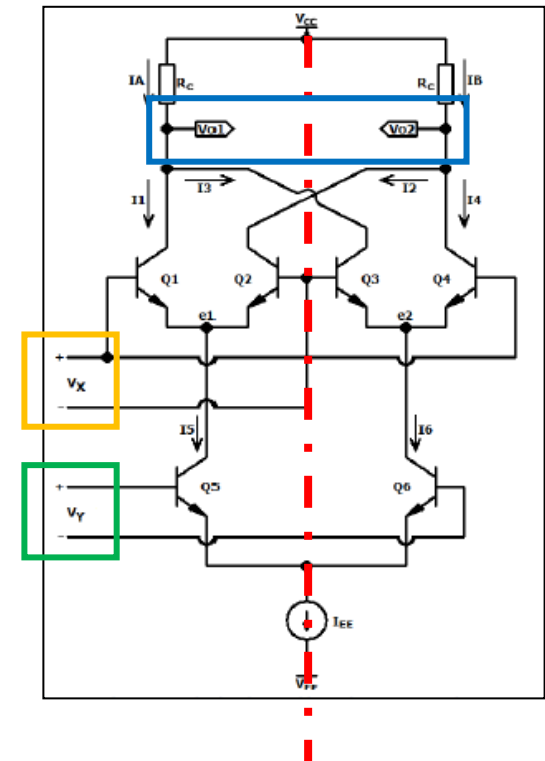 VCC
IA RC RC IB
Vo1 Vo2
I1 I3 I2 I4
Q1 Q2 Q3 Q4
e1 e2
+
VX
-
I5 I6
+ Q5 Q6
VY
-
IEE
VEE